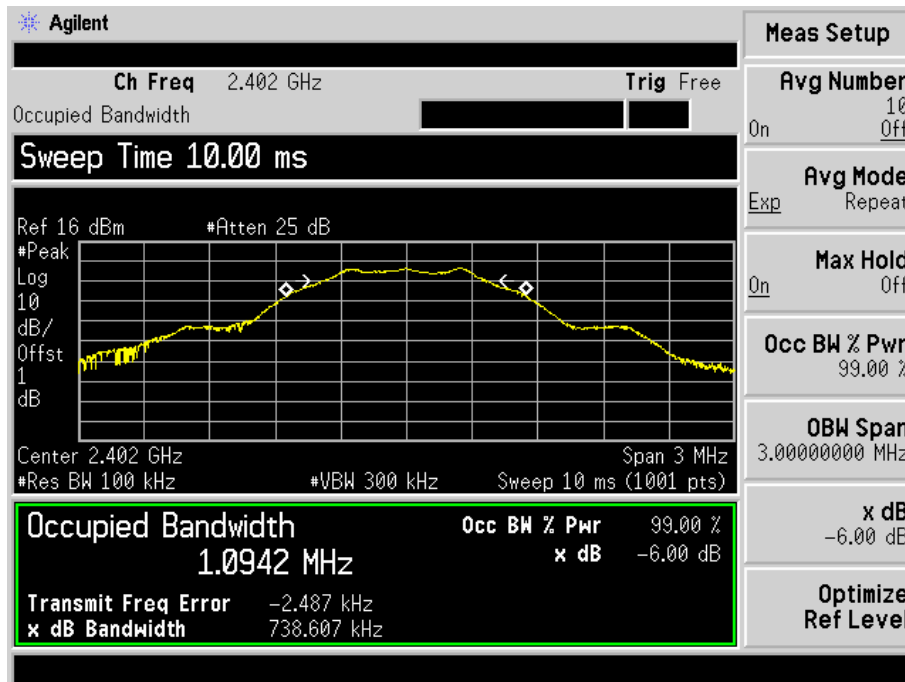 Agilent
Meas Setup
Ch Freq 2.402 GHz Trig Free
Occupied Bandwidth
Sweep Time 10.00 ms
Ref 16 dBm #Atten 25 dB
#Peak
Log
10
dB/
Offst
1
dB
Center 2.402 GHz Span 3 MHz
#Res BW 100 kHz #VBW 300 kHz Sweep 10 ms (1001 pts)
Occupied Bandwidth
1.0942 MHz
Occ BW % Pwr 99.00 %
x dB -6.00 dB
Transmit Freq Error -2.487 kHz
x dB Bandwidth 738.607 kHz
Avg Number
10
On Off
Avg Mode
Exp Repeat
Max Hold
On Off
Occ BW % Pwr
99.00 %
OBW Span
3.00000000 MHz
x dB
-6.00 dB
Optimize
Ref Level